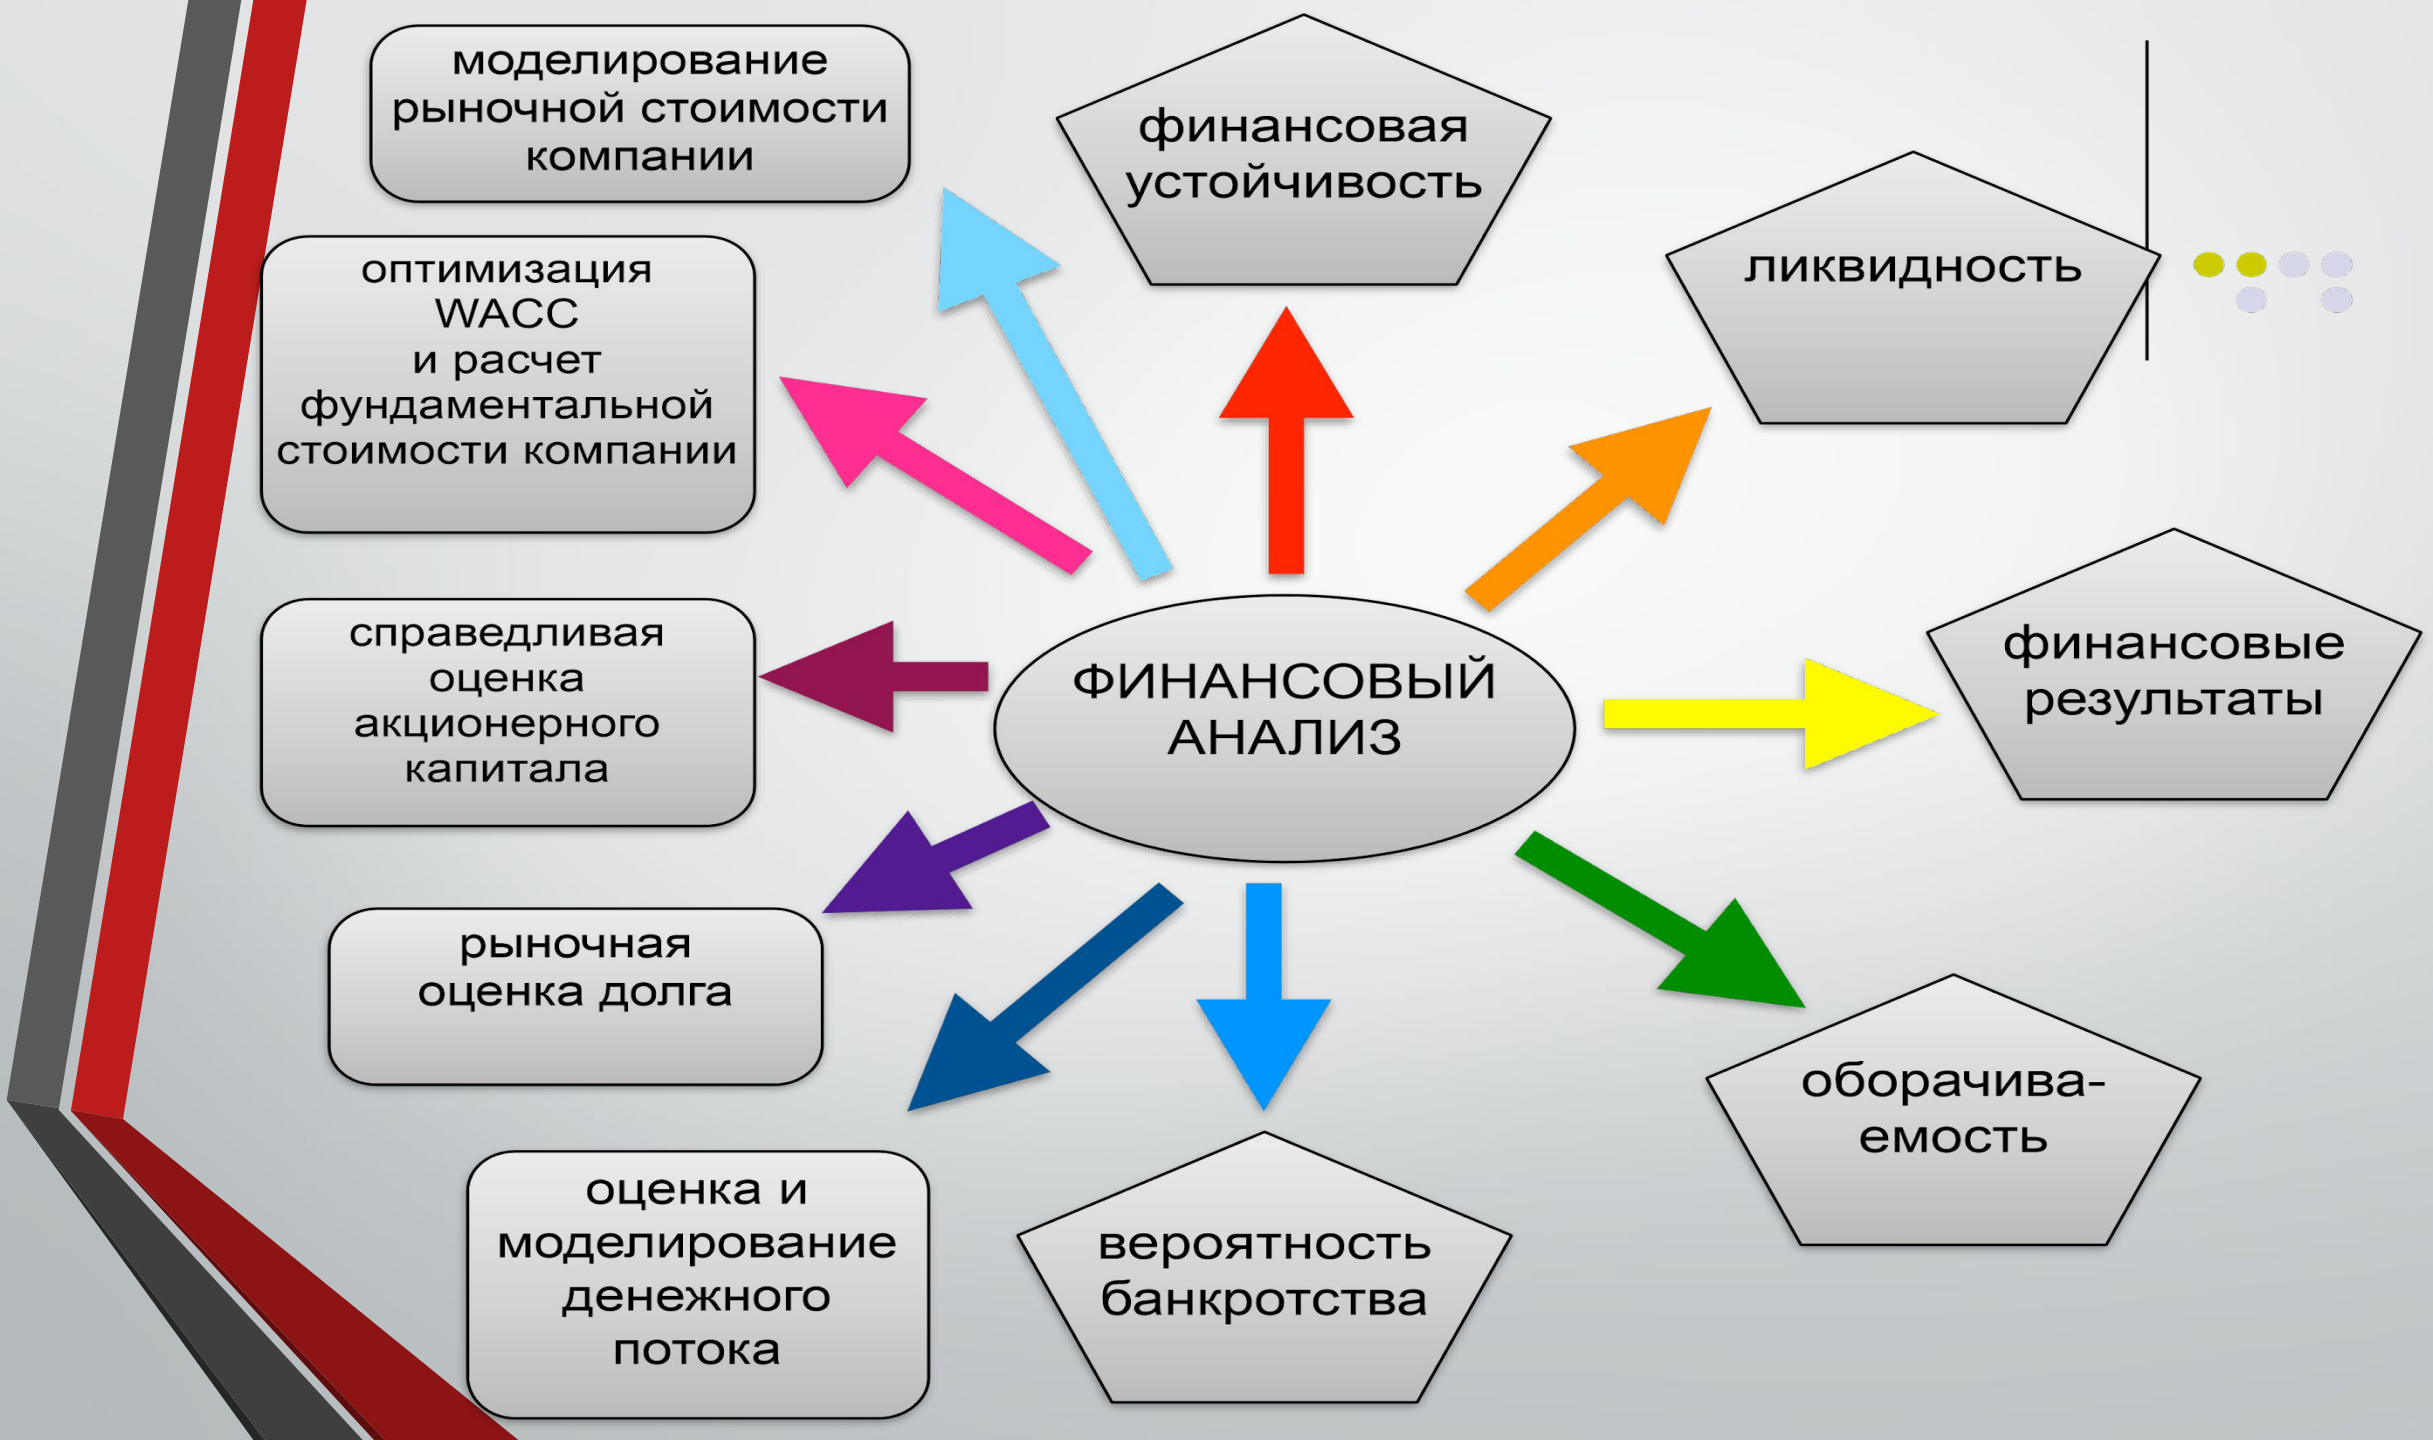 моделирование
рыночной стоимости
компании
финансовая
устойчивость
ликвидность
оптимизация
WACC
и расчет
фундаментальной
стоимости компании
справедливая
оценка
акционерного
капитала
ФИНАНСОВЫЙ
АНАЛИЗ
финансовые
результаты
рыночная
оценка долга
оборачива-
емость
оценка и
моделирование
денежного
потока
вероятность
банкротства